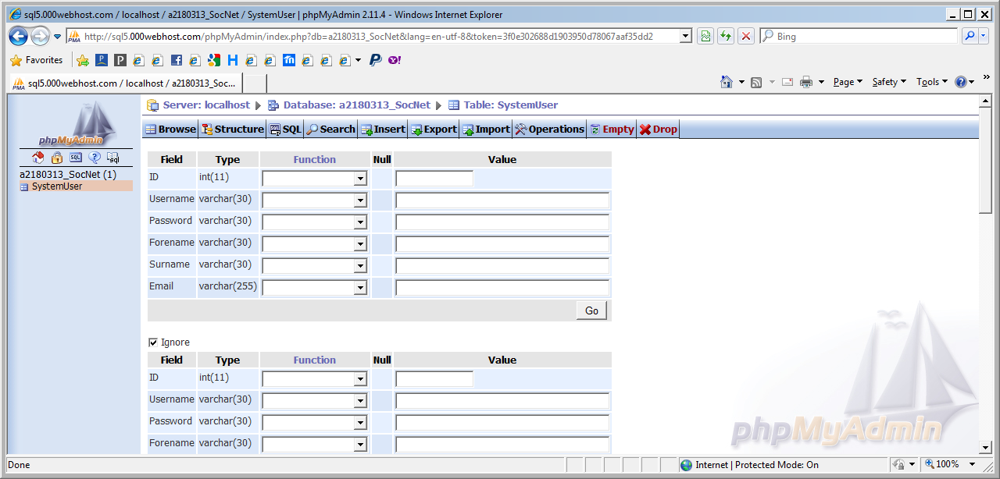 sql5.000webhost.com / localhost / a2180313_SocNet / SystemUser | phpMyAdmin 2.11.4 - Windows Internet Explorer
http://sql5.000webhost.com/phpMyAdmin/index.php?db=a2180313_SocNet&lang=en-utf-8&token=3f0e302688d1903950d78067aaf35dd2 Bing
Favorites
sql5.000webhost.com / localhost / a2180313_Soc... Page Safety Tools
phpMyAdmin
a2180313_SocNet (1)
SystemUser
Server: localhost Database: a2180313_SocNet Table: SystemUser
Browse Structure SQL Search Insert Export Import Operations Empty Drop
Field Type Function Null Value
ID int(11)
Username varchar(30)
Password varchar(30)
Forename varchar(30)
Surname varchar(30)
Email varchar(255)
Go
Ignore
Field Type Function Null Value
ID int(11)
Username varchar(30)
Password varchar(30)
Forename varchar(30)
phpMyAdmin
Done Internet | Protected Mode: On 100%